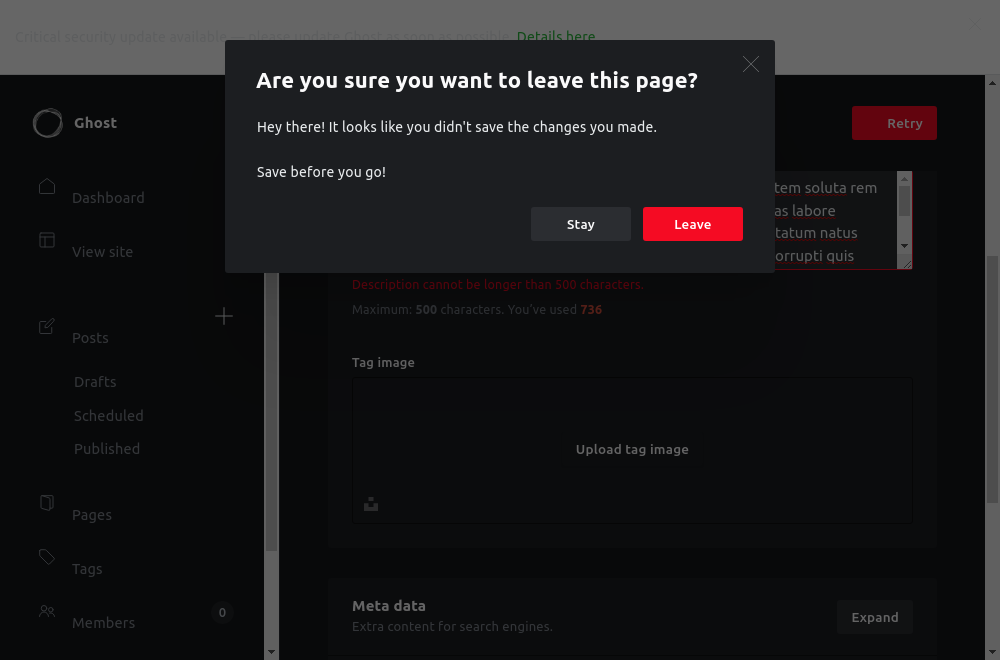 Critical security update available — please update Ghost as soon as possible. Details here
Are you sure you want to leave this page?
Hey there! It looks like you didn't save the changes you made.
Save before you go!
Stay
Leave
Ghost
Retry
Dashboard
View site
Posts
Drafts
Scheduled
Published
Pages
Tags
Members
0
tem soluta rem
as labore
tatum natus
orrupti quis
Description cannot be longer than 500 characters.
Maximum: 500 characters. You've used 736
Tag image
Upload tag image
Meta data
Extra content for search engines.
Expand